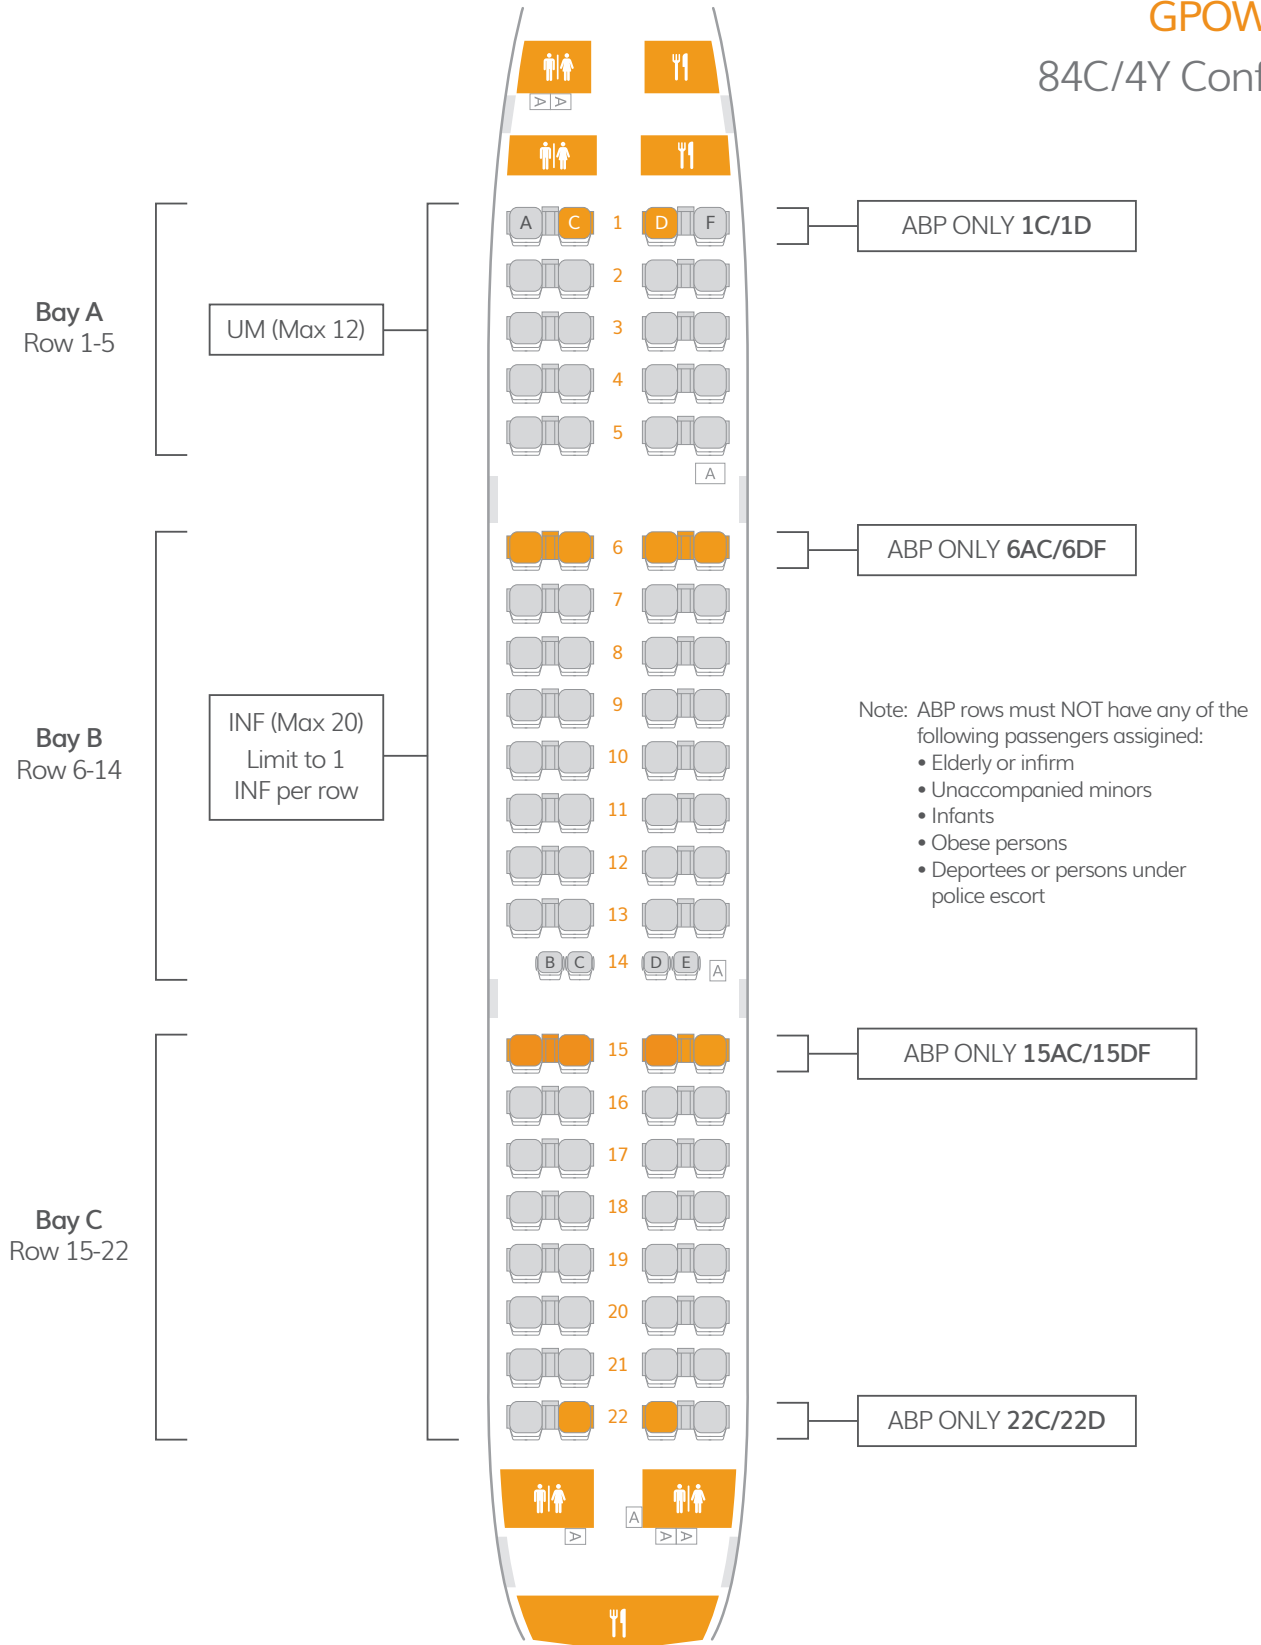 GPOW
84C/4Y Conf
A A
A C 1 D F
ABP ONLY 1C/1D
2
Bay A
Row 1-5
UM (Max 12)
3
4
5
A
6
ABP ONLY 6AC/6DF
7
8
9
Bay B
Row 6-14
INF (Max 20)
Limit to 1
INF per row
10
11
12
13
B C 14 D E A
Note: ABP rows must NOT have any of the
following passengers assigined:
• Elderly or infirm
• Unaccompanied minors
• Infants
• Obese persons
• Deportees or persons under
police escort
15
ABP ONLY 15AC/15DF
16
17
18
Bay C
Row 15-22
19
20
21
22
ABP ONLY 22C/22D
A
A A A